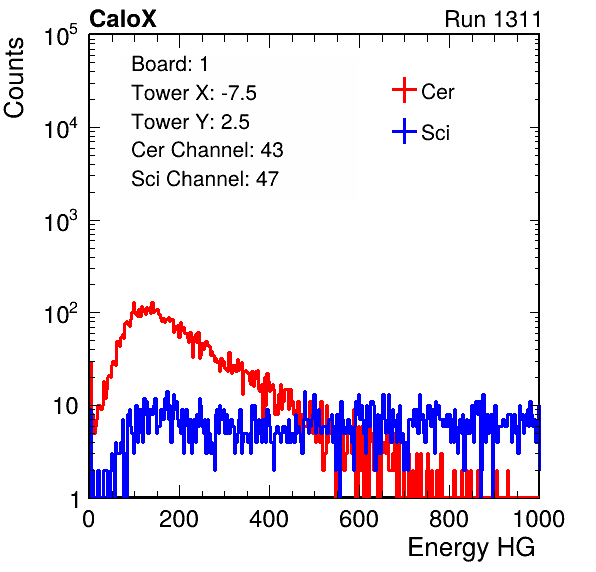 CaloX Run 1311
Counts
10^5
10^4
10^3
10^2
10
1
Board: 1
Tower X: -7.5
Tower Y: 2.5
Cer Channel: 43
Sci Channel: 47
Cer
Sci
0 200 400 600 800 1000
Energy HG